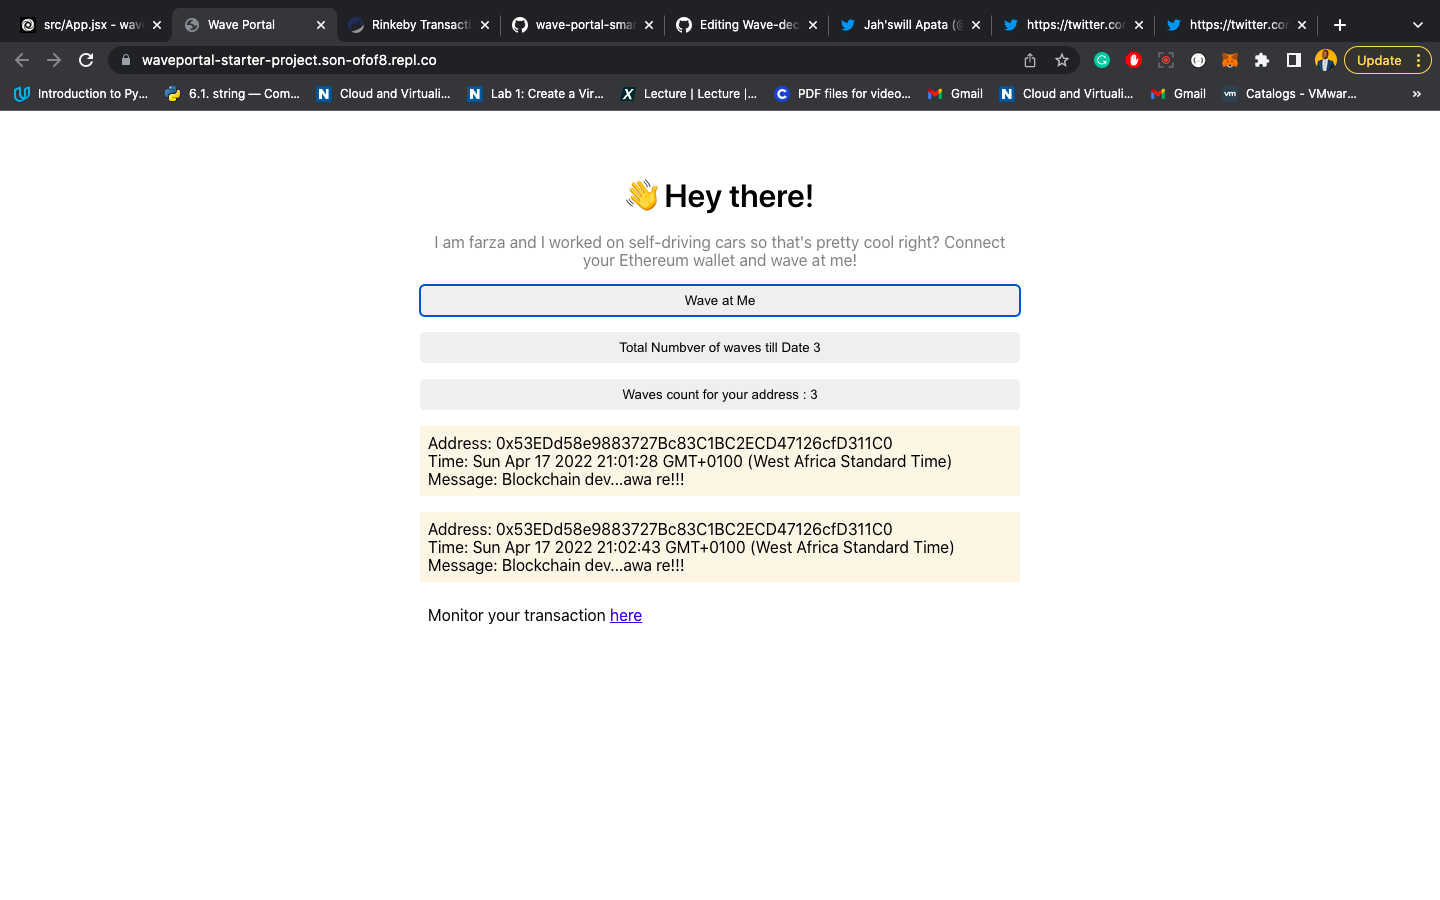 src/App.jsx - wave
Wave Portal
Rinkeby Transacti
wave-portal-smar
Editing Wave-dec
Jah'swill Apata (@
https://twitter.com
https://twitter.com
waveportal-starter-project.son-ofof8.repl.co
Update
Introduction to Py...
6.1. string — Com...
Cloud and Virtuali...
Lab 1: Create a Vir...
Lecture | Lecture |...
PDF files for video...
Gmail
Cloud and Virtuali...
Gmail
Catalogs - VMwar...
👋 Hey there!
I am farza and I worked on self-driving cars so that's pretty cool right? Connect
your Ethereum wallet and wave at me!
Wave at Me
Total Numbver of waves till Date 3
Waves count for your address : 3
Address: 0x53EDd58e9883727Bc83C1BC2ECD47126cfD311C0
Time: Sun Apr 17 2022 21:01:28 GMT+0100 (West Africa Standard Time)
Message: Blockchain dev...awa re!!!
Address: 0x53EDd58e9883727Bc83C1BC2ECD47126cfD311C0
Time: Sun Apr 17 2022 21:02:43 GMT+0100 (West Africa Standard Time)
Message: Blockchain dev...awa re!!!
Monitor your transaction here